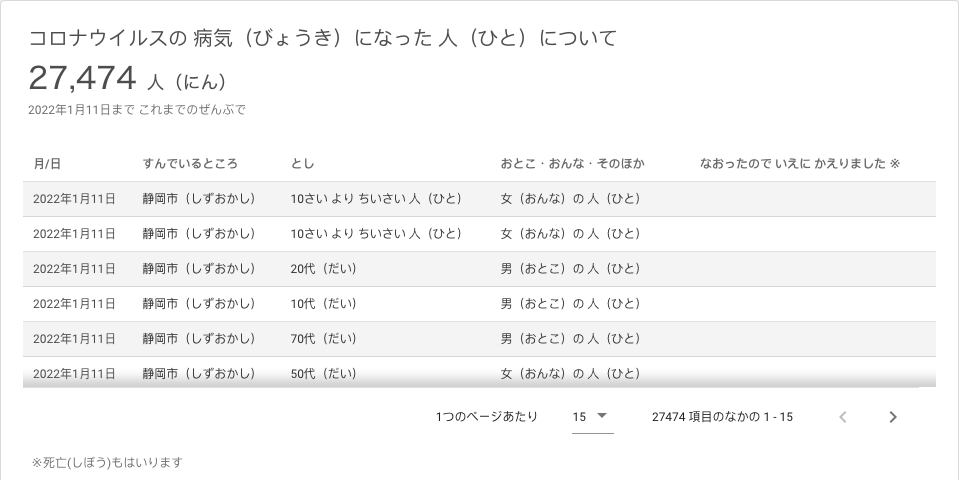 コロナウイルスの 病気（びょうき）になった 人（ひと）について
27,474 人（にん）
2022年1月11日まで これまでのぜんぶで
月/日 すんでいるところ とし おとこ・おんな・そのほか なおったので いえに かえりました ※
2022年1月11日 静岡市（しずおかし） 10さい より ちいさい 人（ひと） 女（おんな）の 人（ひと）
2022年1月11日 静岡市（しずおかし） 10さい より ちいさい 人（ひと） 女（おんな）の 人（ひと）
2022年1月11日 静岡市（しずおかし） 20代（だい） 男（おとこ）の 人（ひと）
2022年1月11日 静岡市（しずおかし） 10代（だい） 男（おとこ）の 人（ひと）
2022年1月11日 静岡市（しずおかし） 70代（だい） 男（おとこ）の 人（ひと）
2022年1月11日 静岡市（しずおかし） 50代（だい） 女（おんな）の 人（ひと）
1つのページあたり 15 27474 項目のなかの 1 - 15
※死亡(しぼう)もはいります